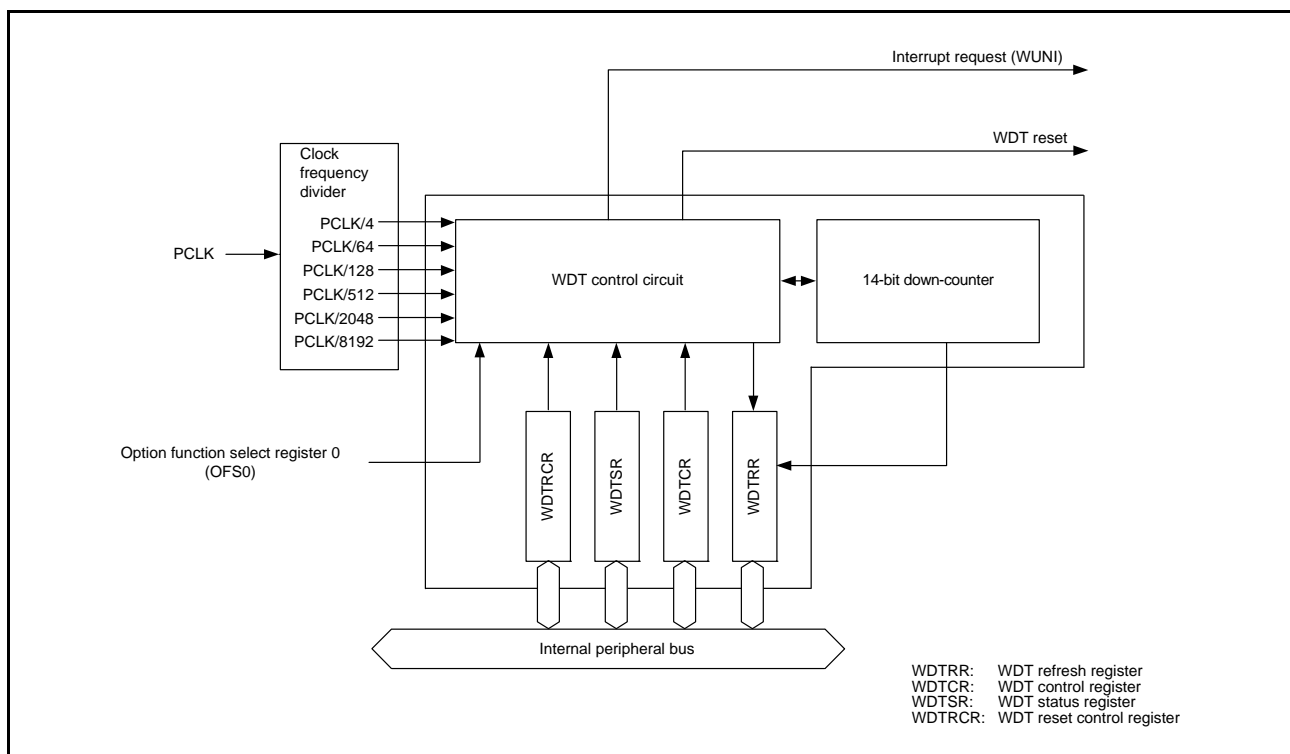 Interrupt request (WUNI)
WDT reset
Clock
frequency
divider
PCLK/4
PCLK/64
PCLK/128
PCLK/512
PCLK/2048
PCLK/8192
PCLK
WDT control circuit
14-bit down-counter
Option function select register 0
(OFS0)
WDTRCR
WDTSR
WDTCR
WDTRR
Internal peripheral bus
WDTRR: WDT refresh register
WDTCR: WDT control register
WDTSR: WDT status register
WDTRCR: WDT reset control register